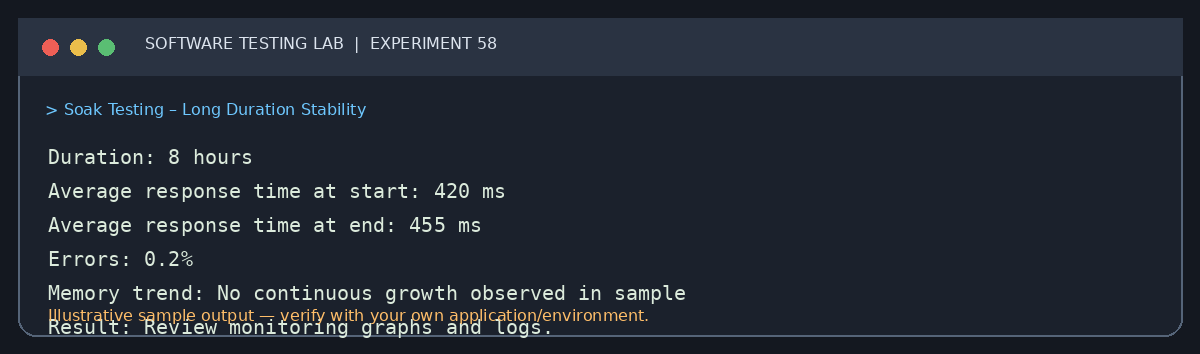 SOFTWARE TESTING LAB | EXPERIMENT 58
> Soak Testing – Long Duration Stability
Duration: 8 hours
Average response time at start: 420 ms
Average response time at end: 455 ms
Errors: 0.2%
Memory trend: No continuous growth observed in sample
Illustrative sample output — verify with your own application/environment.
Result: Review monitoring graphs and logs.